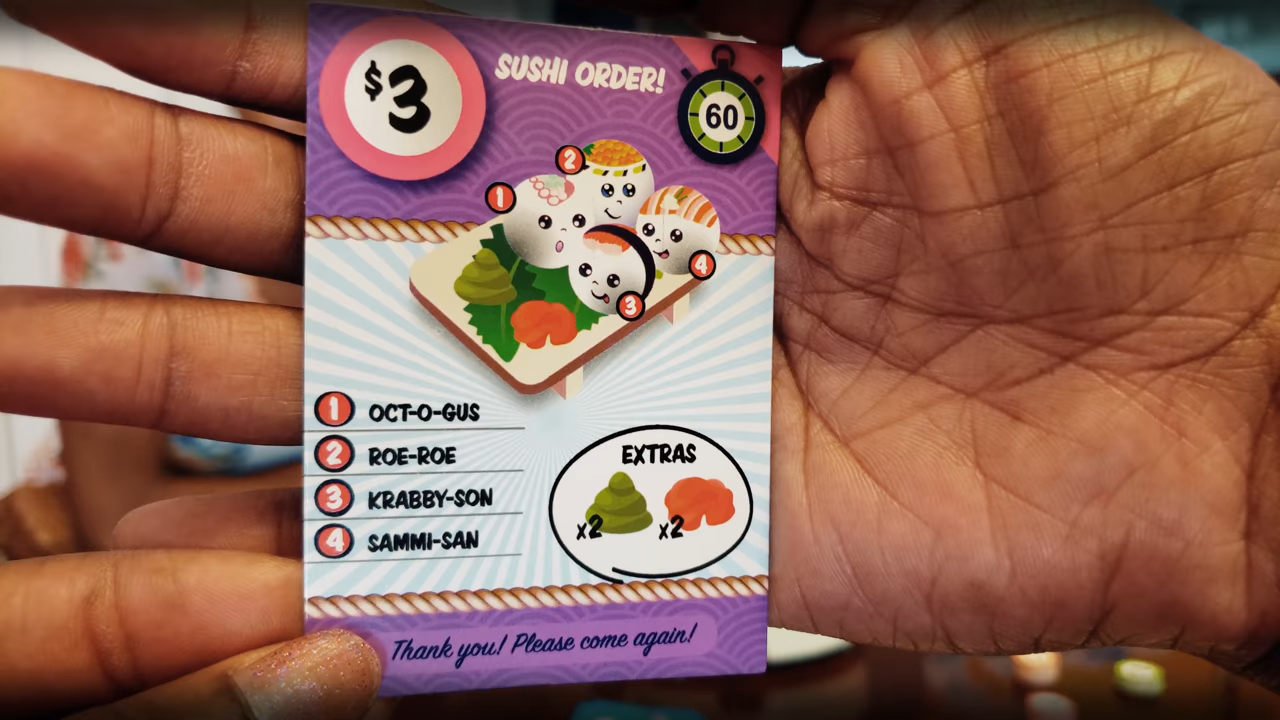 $3
SUSHI ORDER!
60
2
1
4
3
1 OCT-O-GUS
2 ROE-ROE
3 KRABBY-SON
4 SAMMI-SAN
EXTRAS
x2 x2
Thank you! Please come again!